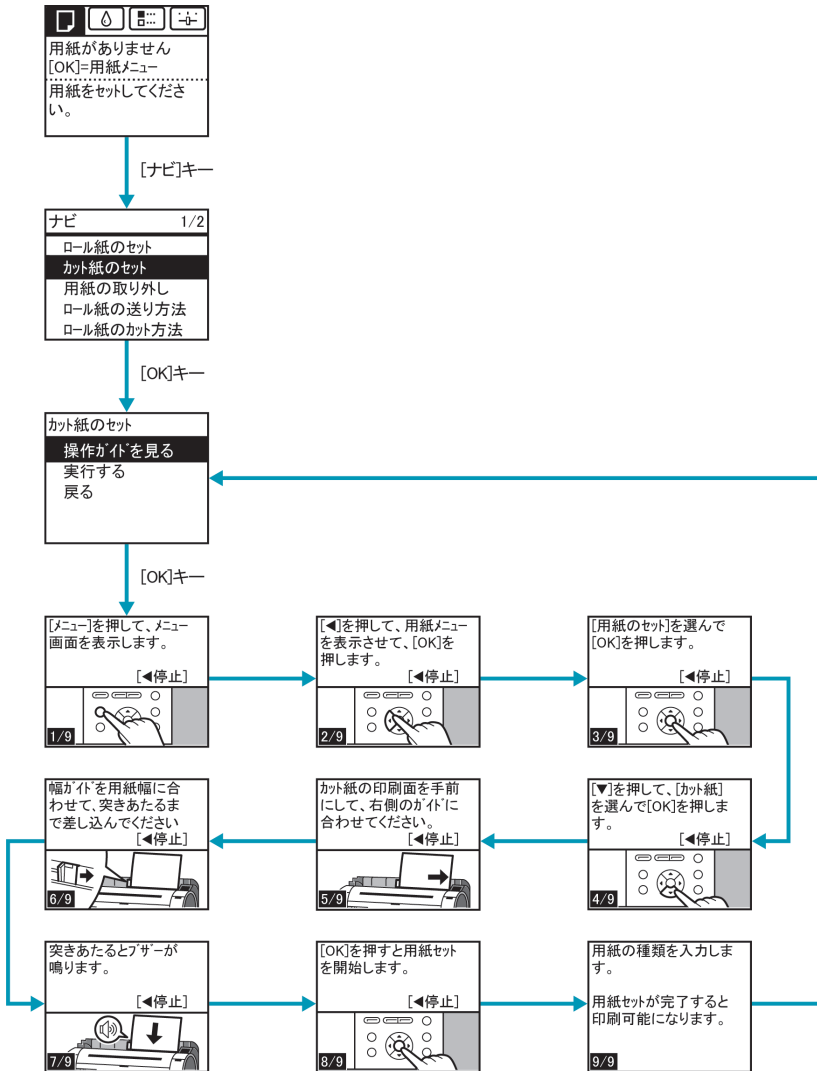 用紙がありません
[OK]=用紙メニュー
用紙をセットしてくださ
い。
[ナビ]キー
ナビ 1/2
ロール紙のセット
カット紙のセット
用紙の取り外し
ロール紙の送り方法
ロール紙のカット方法
[OK]キー
カット紙のセット
操作ガイドを見る
実行する
戻る
[OK]キー
[メニュー]を押して、メニュー
画面を表示します。
[◀停止]
1/9
[◀]を押して、用紙メニュー
を表示させて、[OK]を
押します。
[◀停止]
2/9
[用紙のセット]を選んで
[OK]を押します。
[◀停止]
3/9
[▼]を押して、[カット紙]
を選んで[OK]を押しま
す。
[◀停止]
4/9
カット紙の印刷面を手前
にして、右側のガイドに
合わせてください。
[◀停止]
5/9
幅ガイドを用紙幅に合
わせて、突きあたるま
で差し込んでください
[◀停止]
6/9
突きあたるとブザーが
鳴ります。
[◀停止]
7/9
[OK]を押すと用紙セット
を開始します。
[◀停止]
8/9
用紙の種類を入力しま
す。
用紙セットが完了すると
印刷可能になります。
9/9